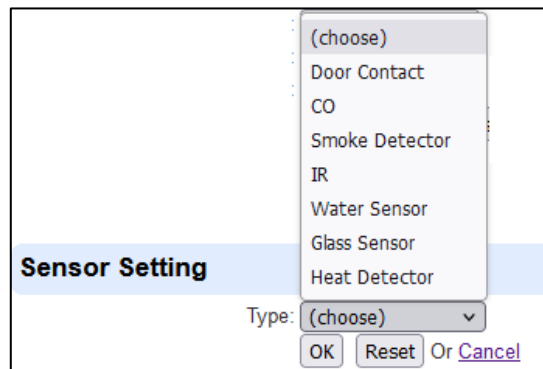 :
(choose)
:
Door Contact
:
CO
Smoke Detector
IR
Water Sensor
Glass Sensor
Sensor Setting
Heat Detector
Type: (choose)
OK Reset Or Cancel